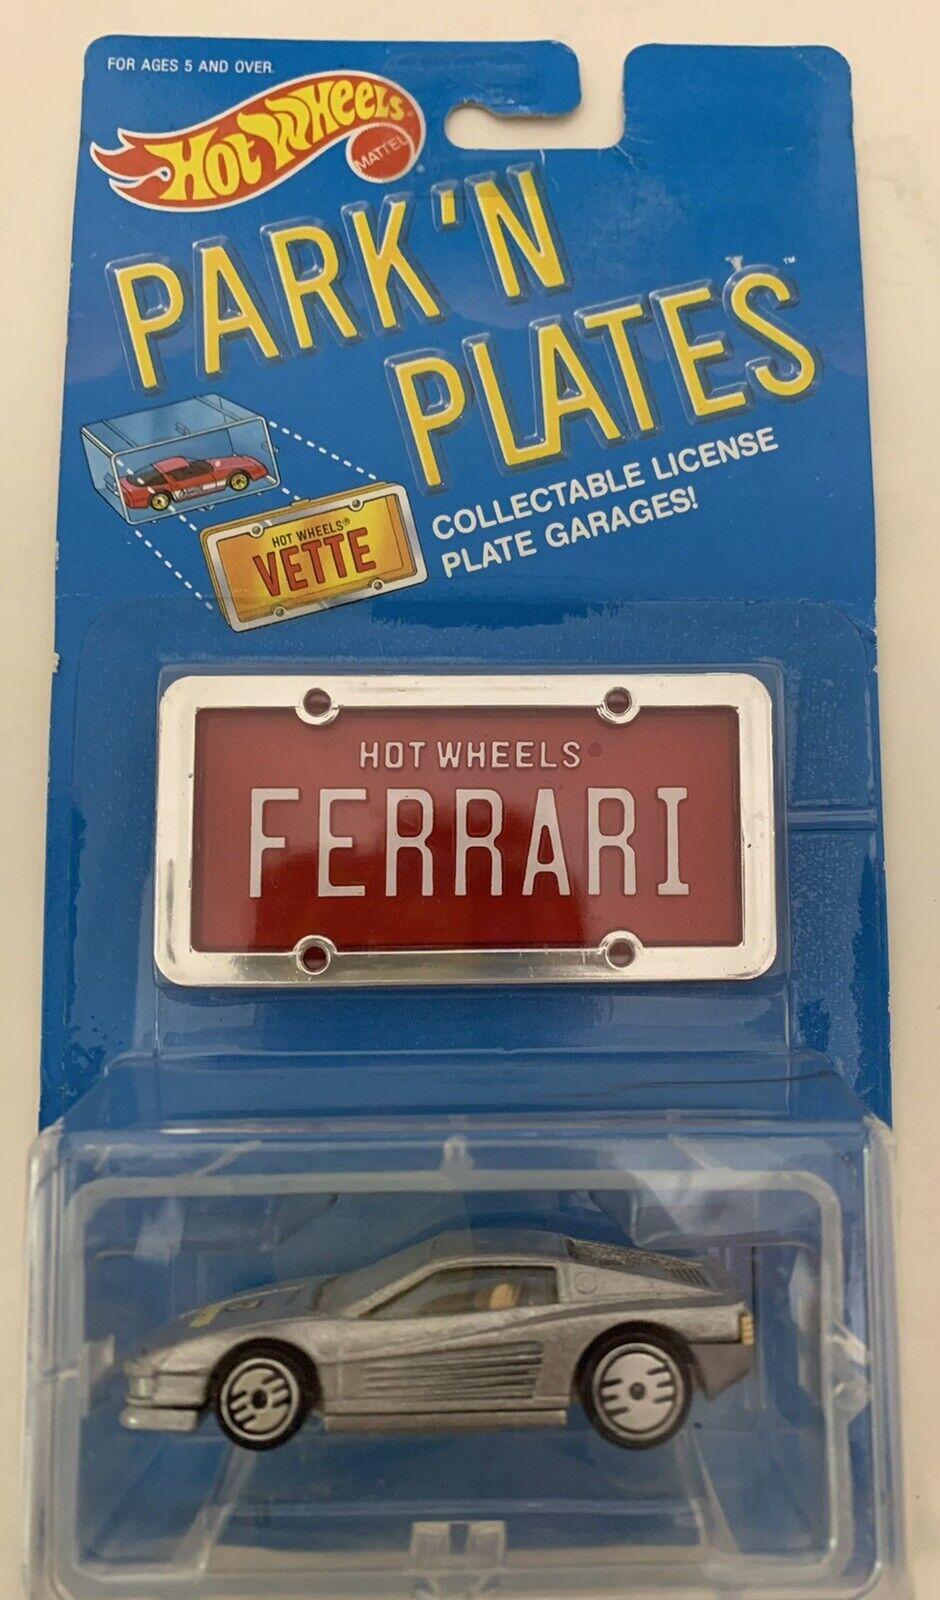 FOR AGES 5 AND OVER.
HOT WHEELS®
MATTEL
PARK'N
PLATES™
COLLECTABLE LICENSE
PLATE GARAGES!
HOT WHEELS®
VETTE
HOT WHEELS®
FERRARI